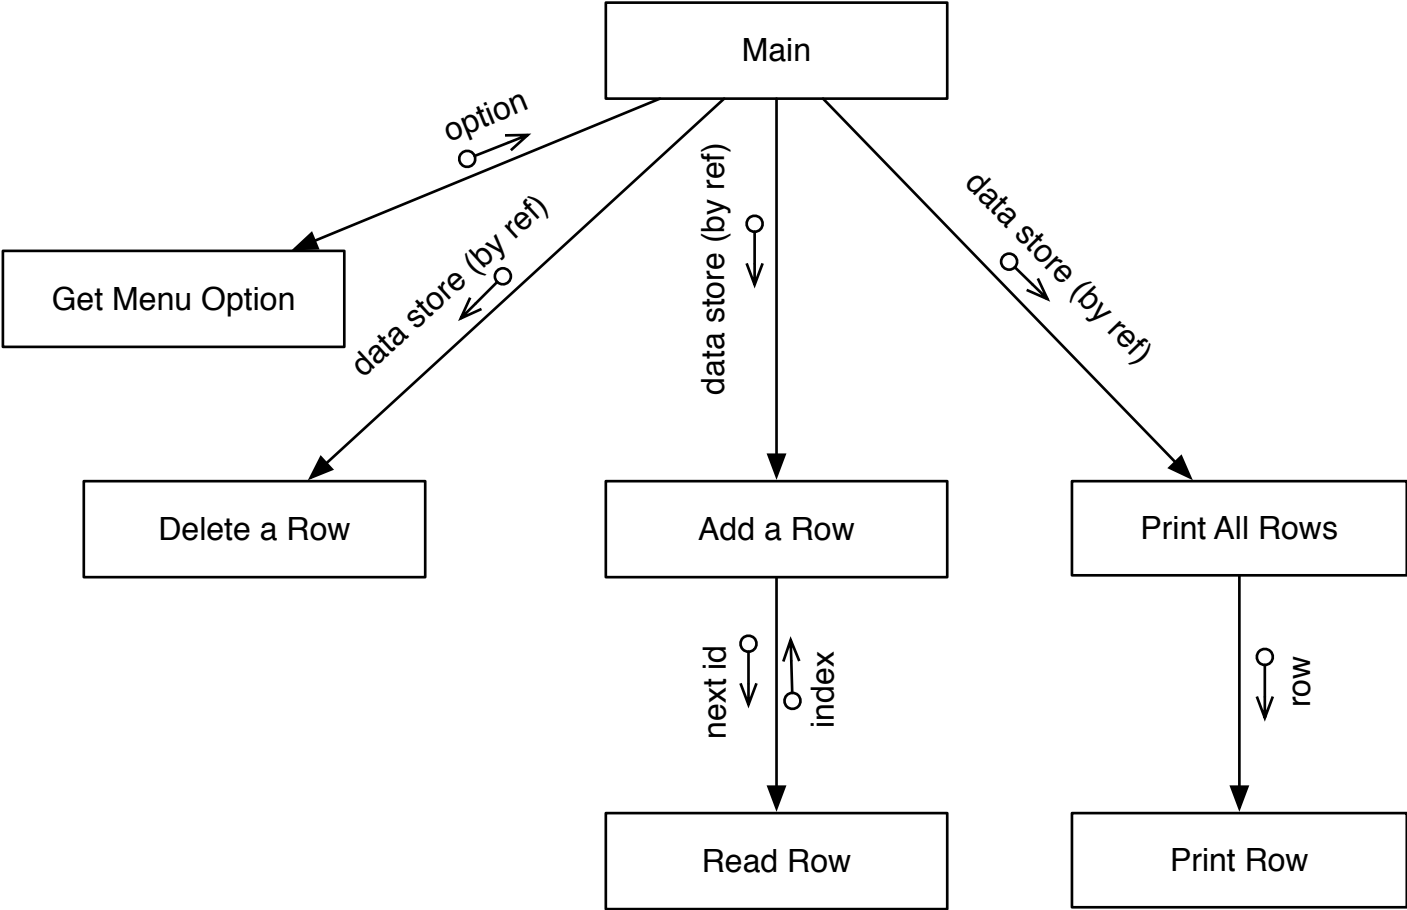 Main
option
data store (by ref)
data store (by ref)
data store (by ref)
Get Menu Option
Delete a Row
Add a Row
Print All Rows
next id
index
row
Read Row
Print Row